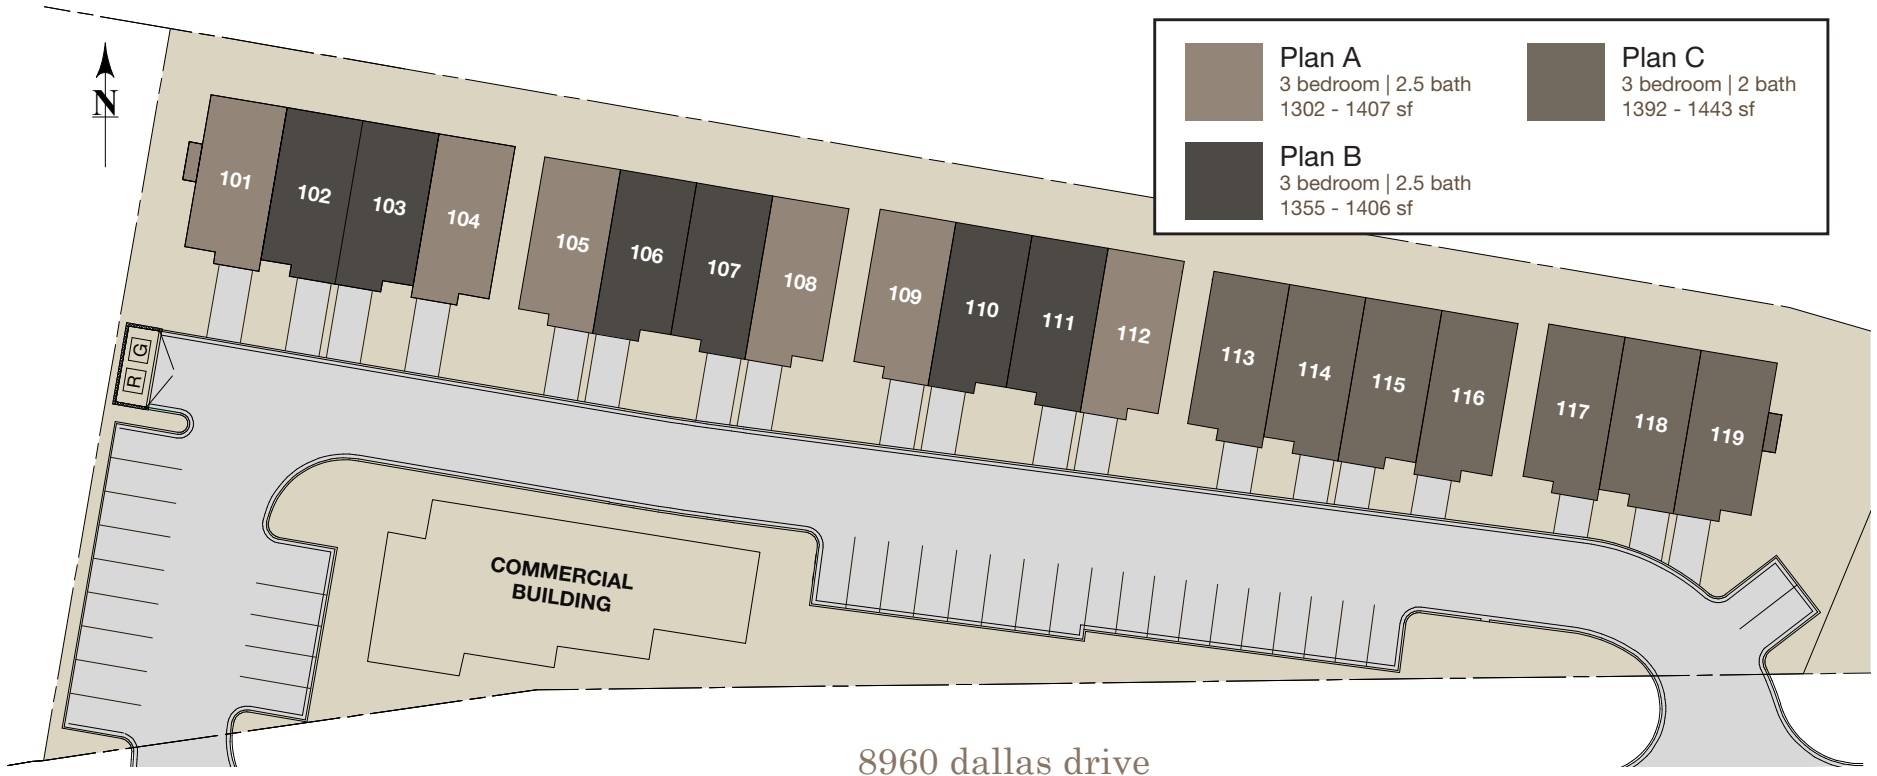 N
Plan A
3 bedroom | 2.5 bath
1302 - 1407 sf
Plan B
3 bedroom | 2.5 bath
1355 - 1406 sf
Plan C
3 bedroom | 2 bath
1392 - 1443 sf
101
102
103
104
105
106
107
108
109
110
111
112
113
114
115
116
117
118
119
G
R
COMMERCIAL
BUILDING
8960 dallas drive